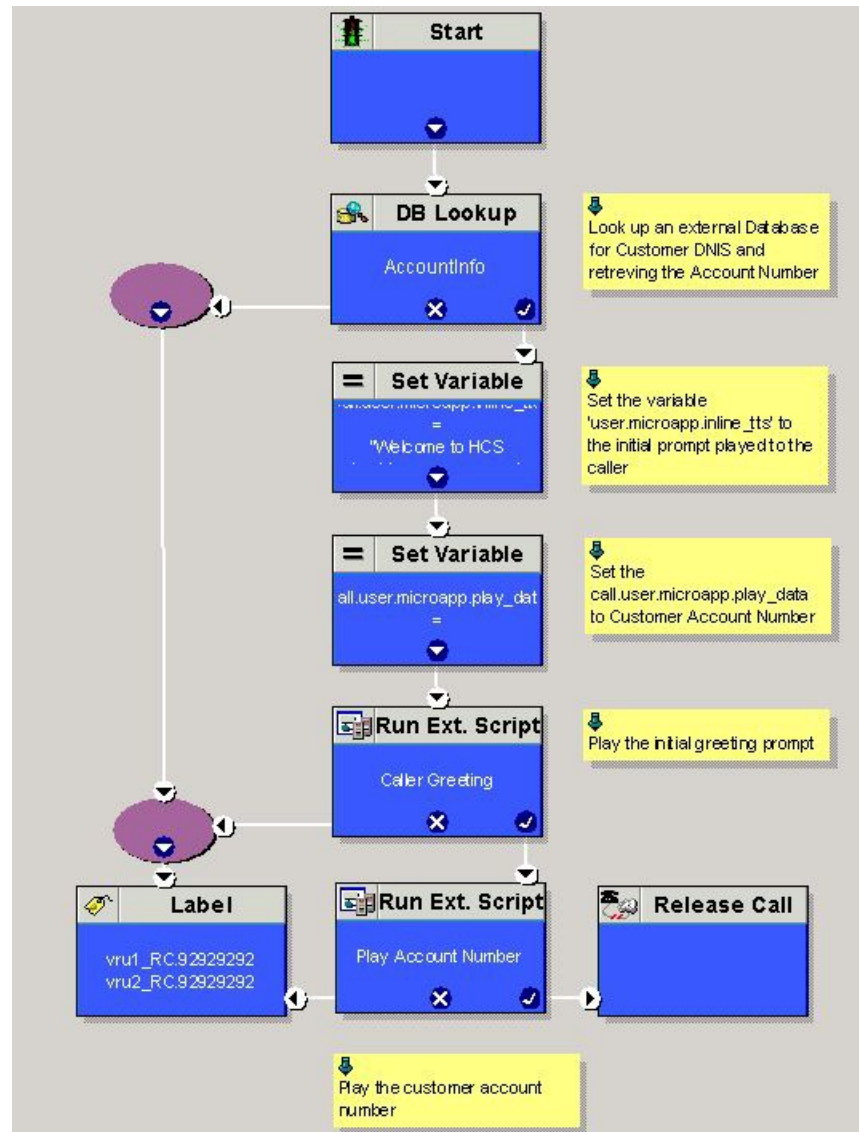 Start
DB Lookup
AccountInfo
Look up an external Database
for Customer DNIS and
retreving the Account Number
Set Variable
=
"Welcome to HCS
Set the variable
'user.microapp.inline_tts' to
the initial prompt played to the
caller
Set Variable
all.user.microapp.play_dat
=
Set the
call.user.microapp.play_data
to Customer Account Number
Run Ext. Script
Caller Greeting
Play the initial greeting prompt
Label
vru1_RC.92929292
vru2_RC.92929292
Run Ext. Script
Play Account Number
Release Call
Play the customer account
number